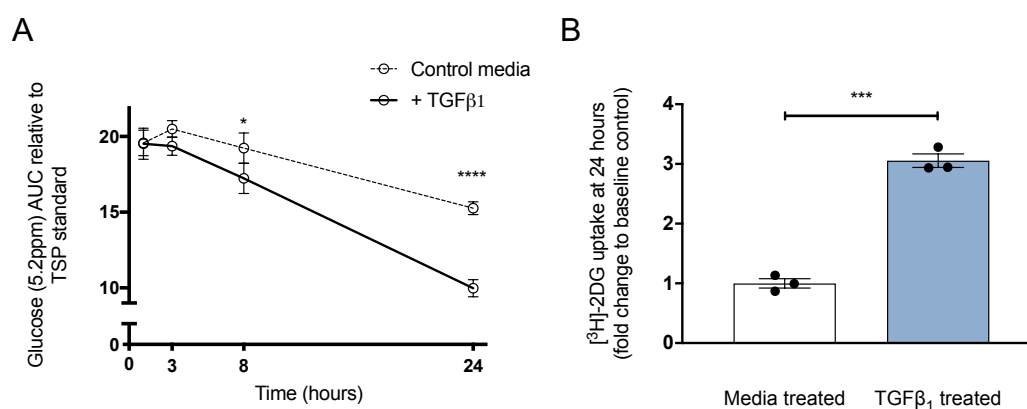 A
Control media
+ TGFβ1
20
15
10
0
*
****
0
3
8
24
Time (hours)
Glucose (5.2ppm) AUC relative to
TSP standard
B
***
4
3
2
1
0
[³H]-2DG uptake at 24 hours
(fold change to baseline control)
Media treated
TGFβ₁ treated